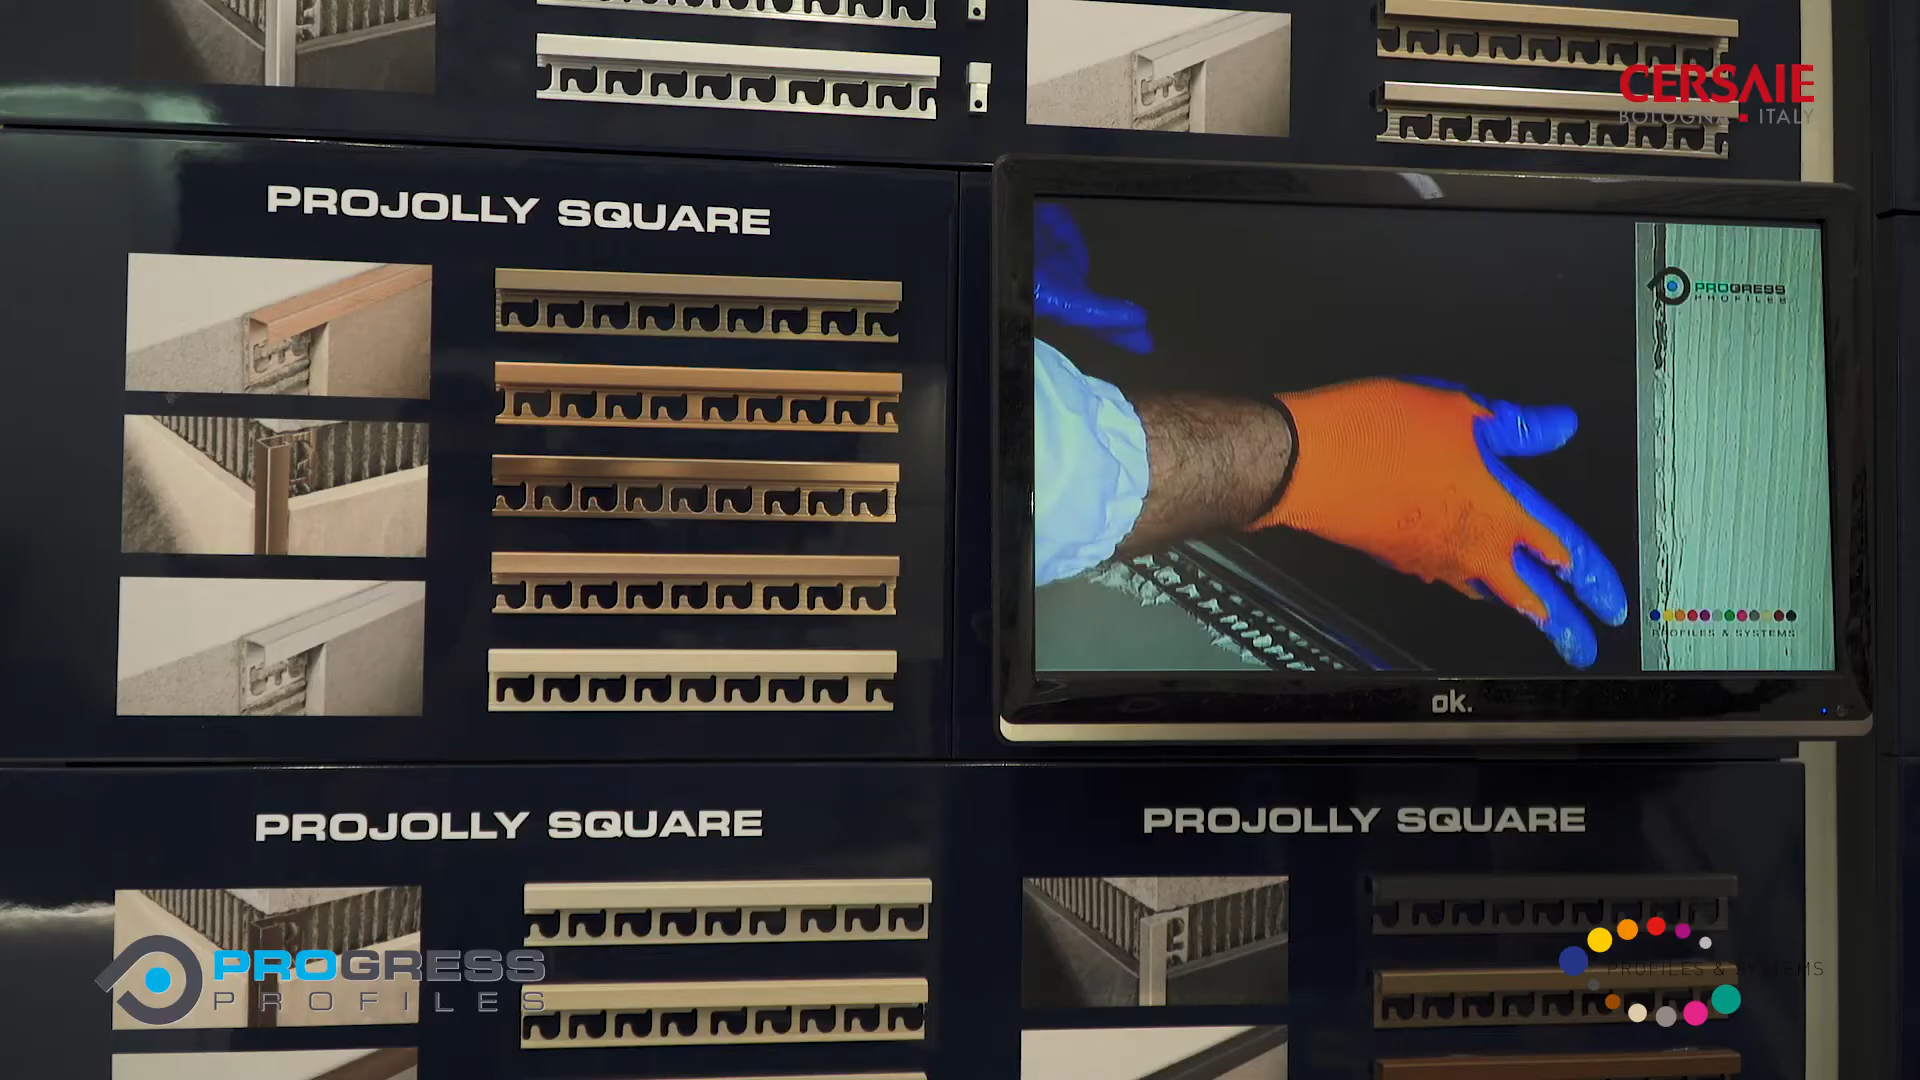 CERSAIE
BOLOGNA ITALY
PROJOLLY SQUARE
PROGRESS
PROFILES
PROFILES & SYSTEMS
ok.
PROJOLLY SQUARE
PROJOLLY SQUARE
PROGRESS
PROFILES
PROFILES & SYSTEMS